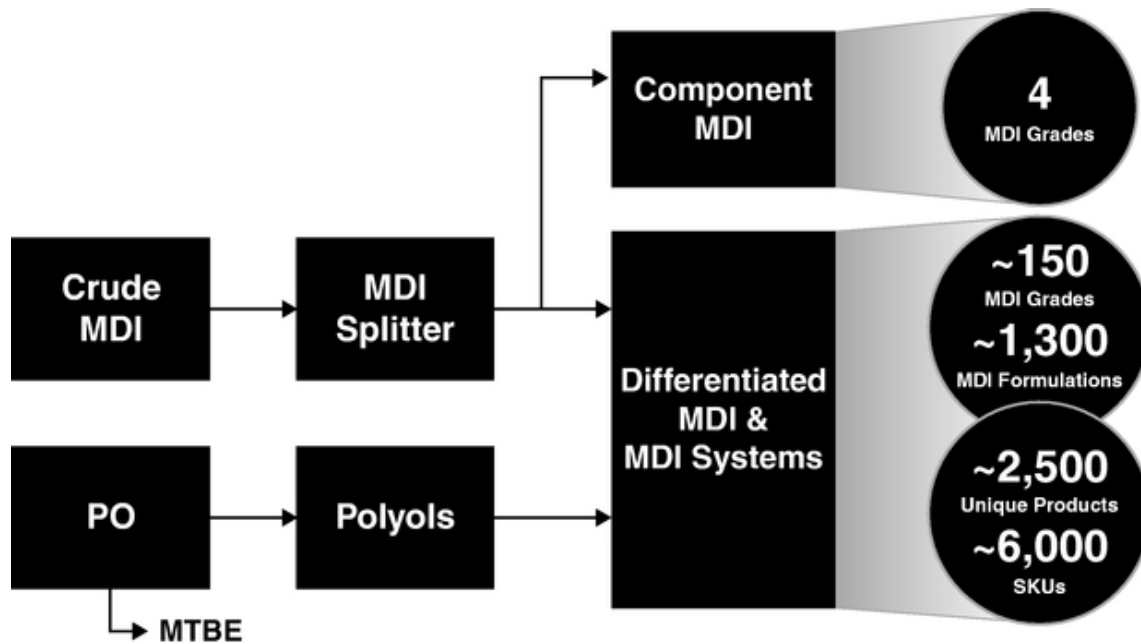 Component
MDI
4
MDI Grades
Crude
MDI
MDI
Splitter
~150
MDI Grades
~1,300
MDI Formulations
Differentiated
MDI &
MDI Systems
PO
Polyols
~2,500
Unique Products
~6,000
SKUs
MTBE